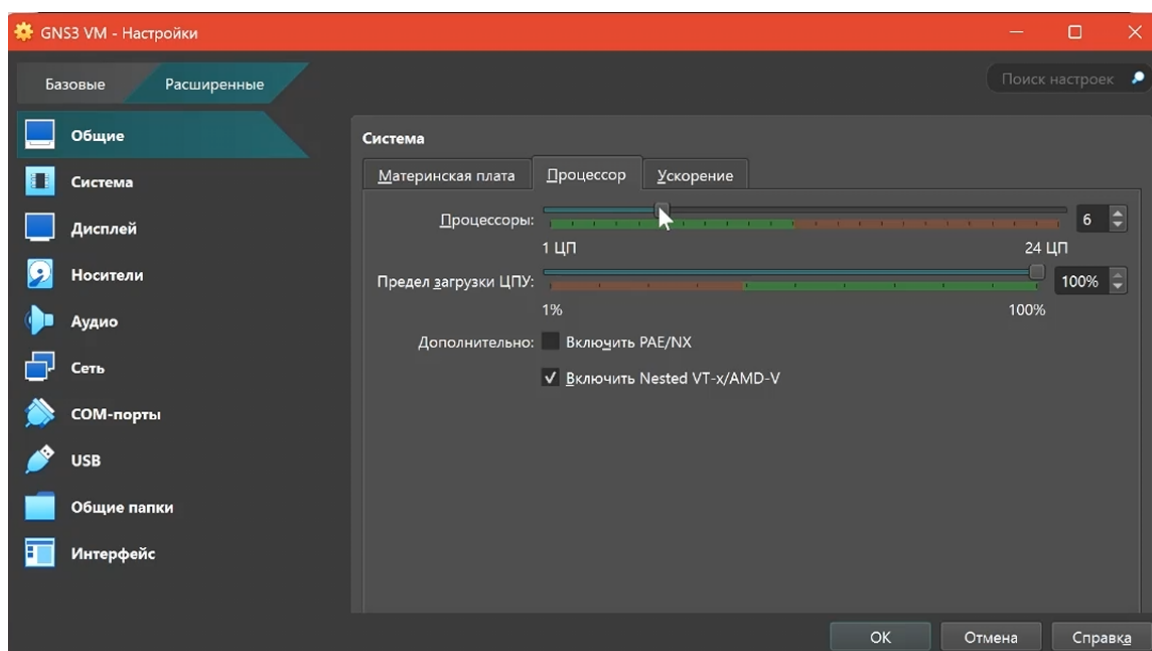 GNS3 VM - Настройки
Базовые
Расширенные
Поиск настроек
Общие
Система
Дисплей
Носители
Аудио
Сеть
COM-порты
USB
Общие папки
Интерфейс
Система
Материнская плата
Процессор
Ускорение
Процессоры:
6
1 ЦП
24 ЦП
Предел загрузки ЦПУ:
100%
1%
100%
Дополнительно:
Включить PAE/NX
Включить Nested VT-x/AMD-V
OK
Отмена
Справка